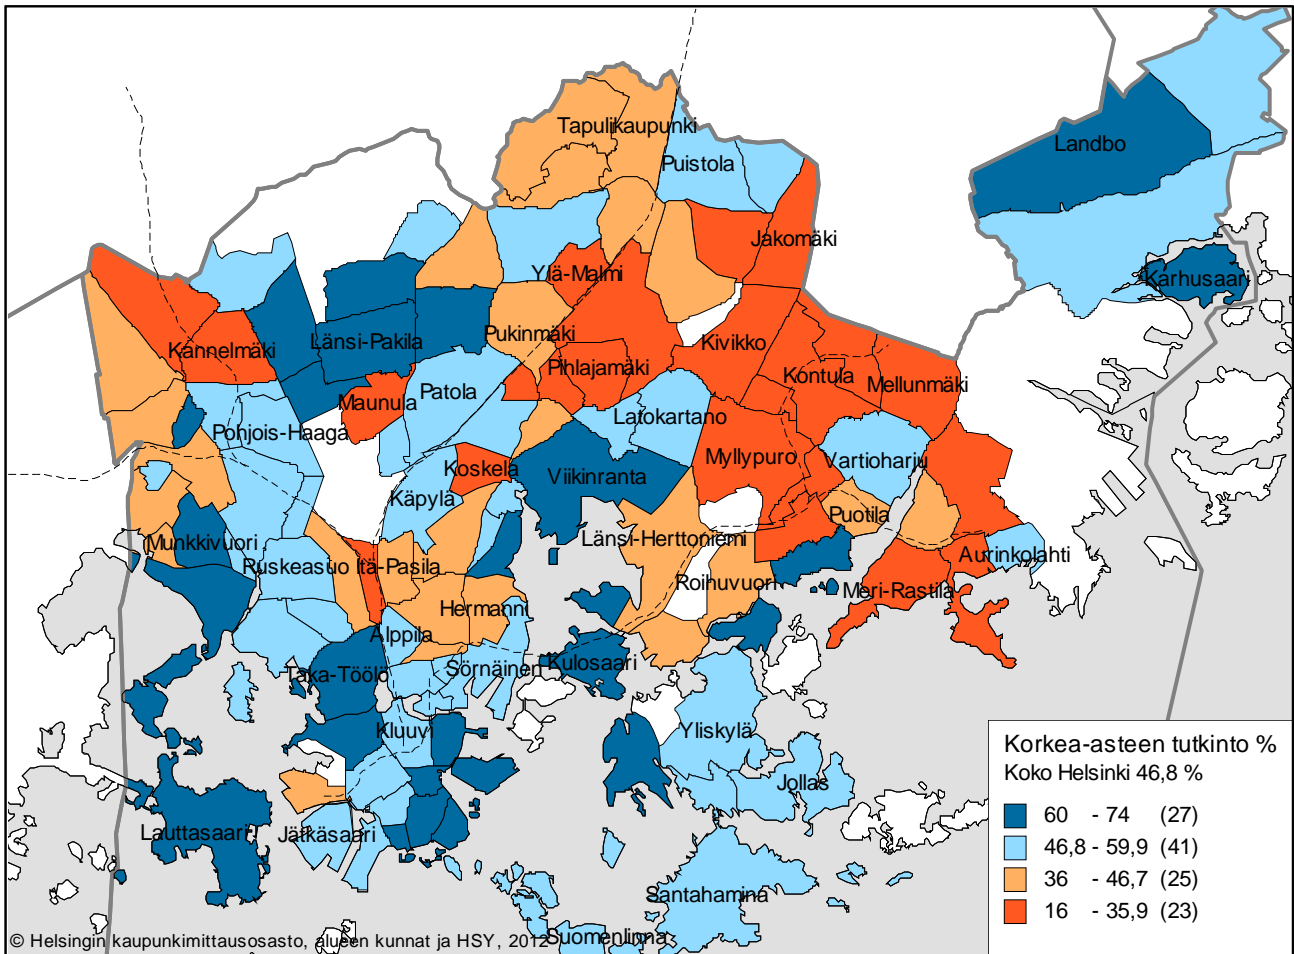 Tapulikaupunki
Landbo
Puistola
Jakomäki
Ylä-Malmi
Karhusaari
Pukinmäki
Länsi-Pakila
Kivikko
Kannelmäki
Pihlajamäki
Kontula
Mellunmäki
Patola
Maunula
Latokartano
Pohjois-Haaga
Myllypuro
Vartioharju
Koskela
Viikinranta
Käpylä
Puotila
Munkkivuori
Länsi-Herttoniemi
Aurinkolahti
Ruskeasuo
Itä-Pasila
Roihuvuori
Meri-Rastila
Hermanni
Alppila
Taka-Töölö
Sörnäinen
Kulosaari
Kluuvi
Yliskylä
Jollas
Lauttasaari
Jätkäsaari
Santahamina
Suomenlinna
Korkea-asteen tutkinto %
Koko Helsinki 46,8 %
60 - 74 (27)
46,8 - 59,9 (41)
36 - 46,7 (25)
16 - 35,9 (23)
© Helsingin kaupunkimittausosasto, alueen kunnat ja HSY, 2012